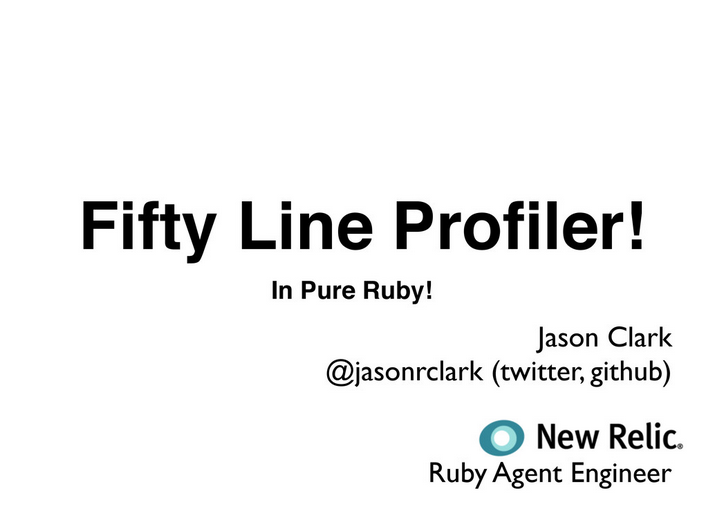 Fifty Line Profiler!
In Pure Ruby!
Jason Clark
@jasonrclark (twitter, github)
New Relic®
Ruby Agent Engineer